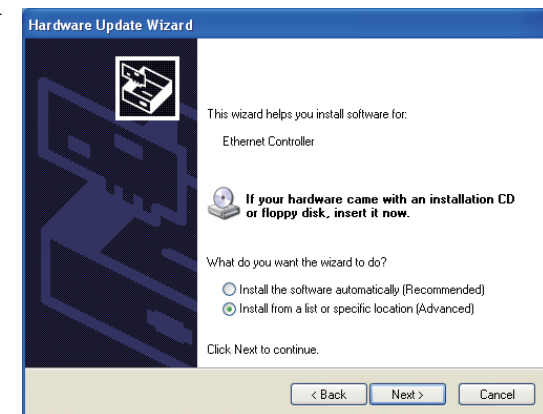 Hardware Update Wizard
This wizard helps you install software for:
Ethernet Controller
If your hardware came with an installation CD
or floppy disk, insert it now.
What do you want the wizard to do?
Install the software automatically (Recommended)
Install from a list or specific location (Advanced)
Click Next to continue.
< Back Next > Cancel